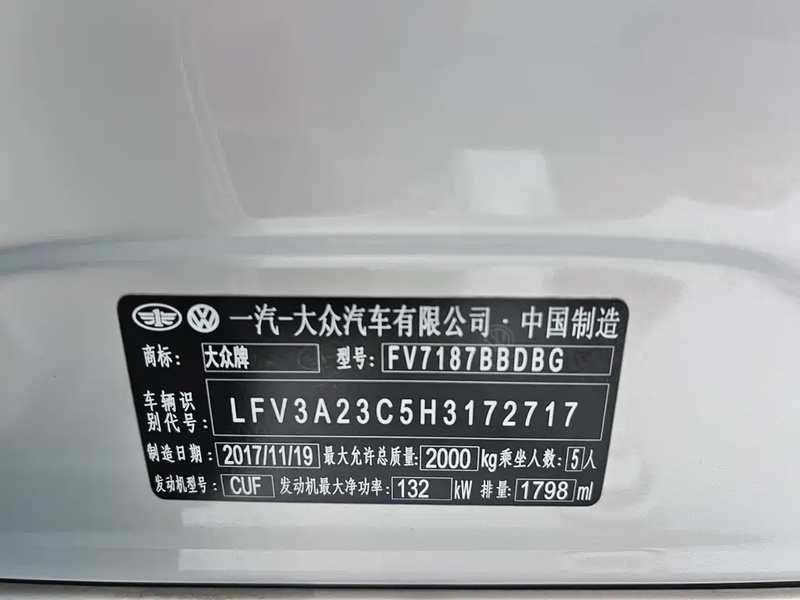 一汽-大众汽车有限公司·中国制造
商标: 大众牌 型号: FV7187BBDBG
车辆识别代号: LFV3A23C5H3172717
制造日期: 2017/11/19 最大允许总质量: 2000 kg 乘坐人数: 5 人
发动机型号: CUF 发动机最大净功率: 132 kW 排量: 1798 ml